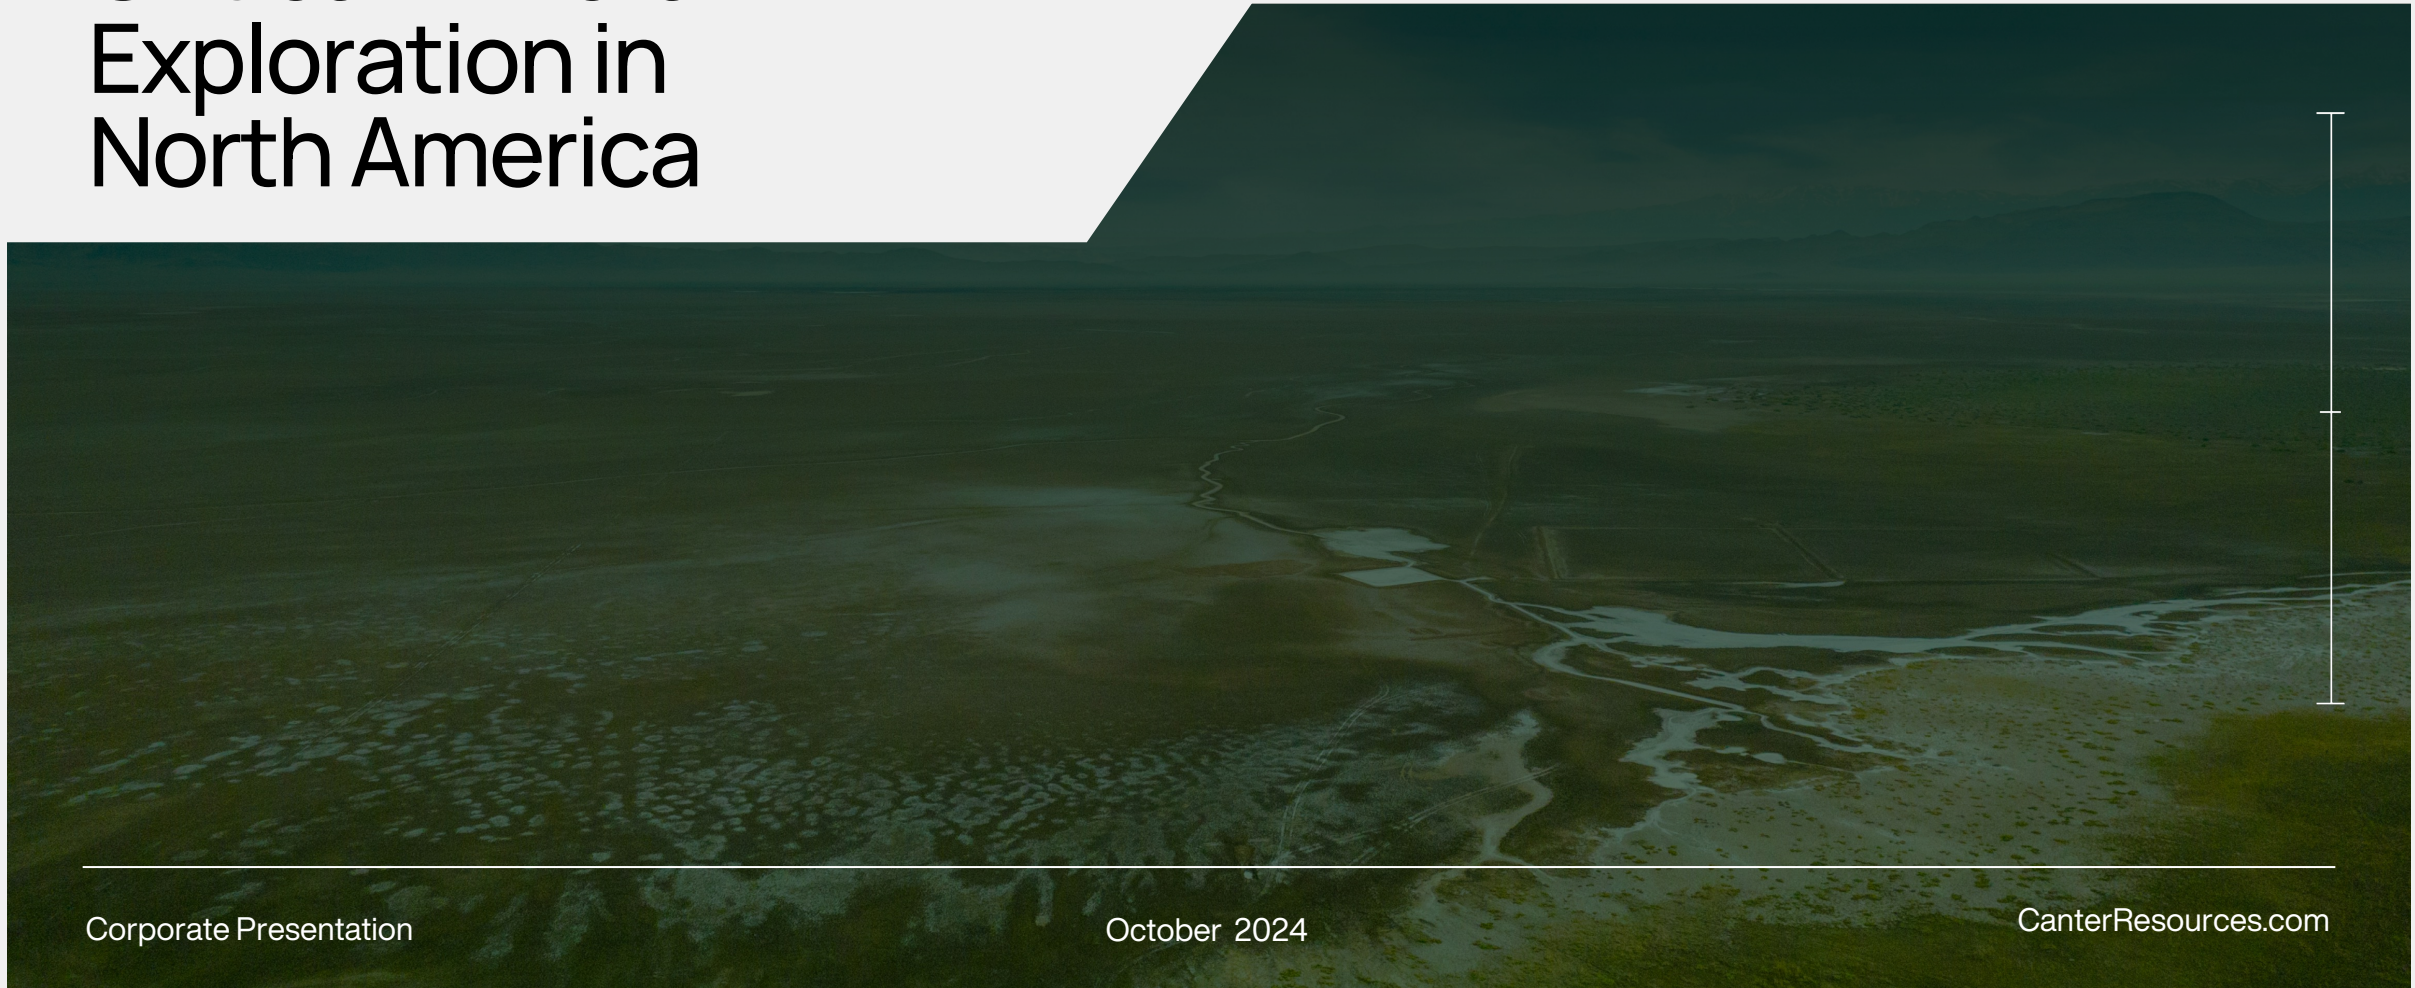 Exploration in
North America
Corporate Presentation
October 2024
CanterResources.com